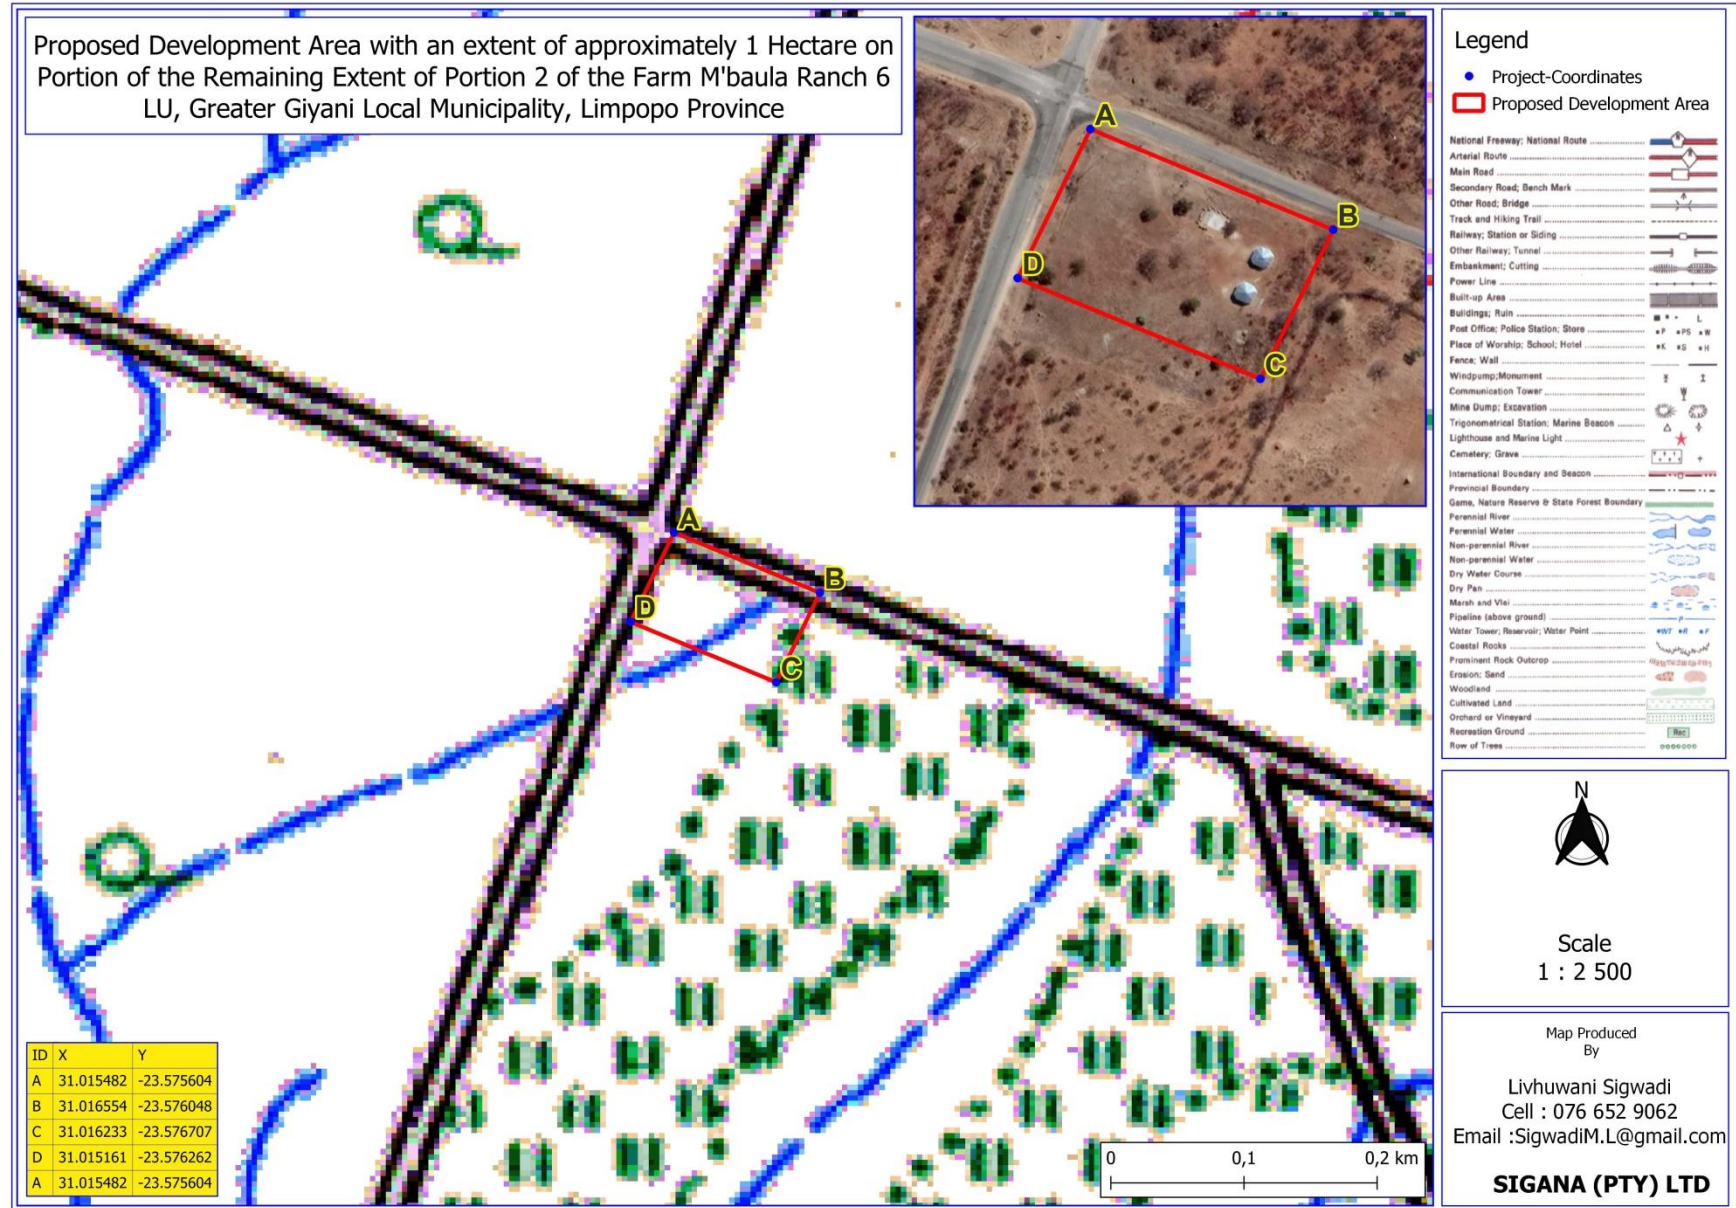 Proposed Development Area with an extent of approximately 1 Hectare on
Portion of the Remaining Extent of Portion 2 of the Farm M'baula Ranch 6
LU, Greater Giyani Local Municipality, Limpopo Province
A
B
D
C
A
B
D
C
ID X Y
A 31.015482 -23.575604
B 31.016554 -23.576048
C 31.016233 -23.576707
D 31.015161 -23.576262
A 31.015482 -23.575604
0 0,1 0,2 km
Legend
Project-Coordinates
Proposed Development Area
National Freeway; National Route
Arterial Route
Main Road
Secondary Road; Bench Mark
Other Road; Bridge
Track and Hiking Trail
Railway; Station or Siding
Other Railway; Tunnel
Embankment; Cutting
Power Line
Built-up Area
Buildings; Ruin L
Post Office; Police Station; Store P PS W
Place of Worship; School; Hotel K S H
Fence; Wall
Windpump;Monument
Communication Tower
Mine Dump; Excavation
Trigonometrical Station; Marine Beacon
Lighthouse and Marine Light
Cemetery; Grave
International Boundary and Beacon
Provincial Boundary
Game, Nature Reserve & State Forest Boundary
Perennial River
Perennial Water
Non-perennial River
Non-perennial Water
Dry Water Course
Dry Pan
Marsh and Vlei
Pipeline (above ground)
Water Tower; Reservoir; Water Point WT R F
Coastal Rocks
Prominent Rock Outcrop
Erosion; Sand
Woodland
Cultivated Land
Orchard or Vineyard
Recreation Ground Rec
Row of Trees
N
Scale
1 : 2 500
Map Produced
By
Livhuwani Sigwadi
Cell : 076 652 9062
Email :SigwadiM.L@gmail.com
SIGANA (PTY) LTD